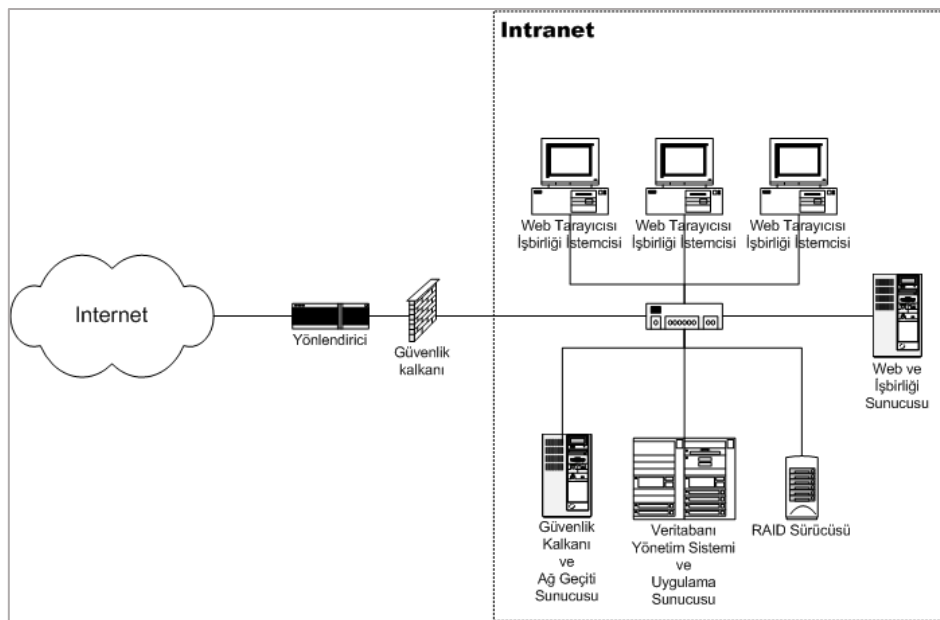 Intranet
Web Tarayıcısı
İşbirliği İstemcisi
Web Tarayıcısı
İşbirliği İstemcisi
Web Tarayıcısı
İşbirliği İstemcisi
Internet
Yönlendirici
Güvenlik
kalkanı
Web ve
İşbirliği
Sunucusu
Güvenlik
Kalkanı
ve
Ağ Geçiti
Sunucusu
Veritabanı
Yönetim Sistemi
ve
Uygulama
Sunucusu
RAID Sürücüsü